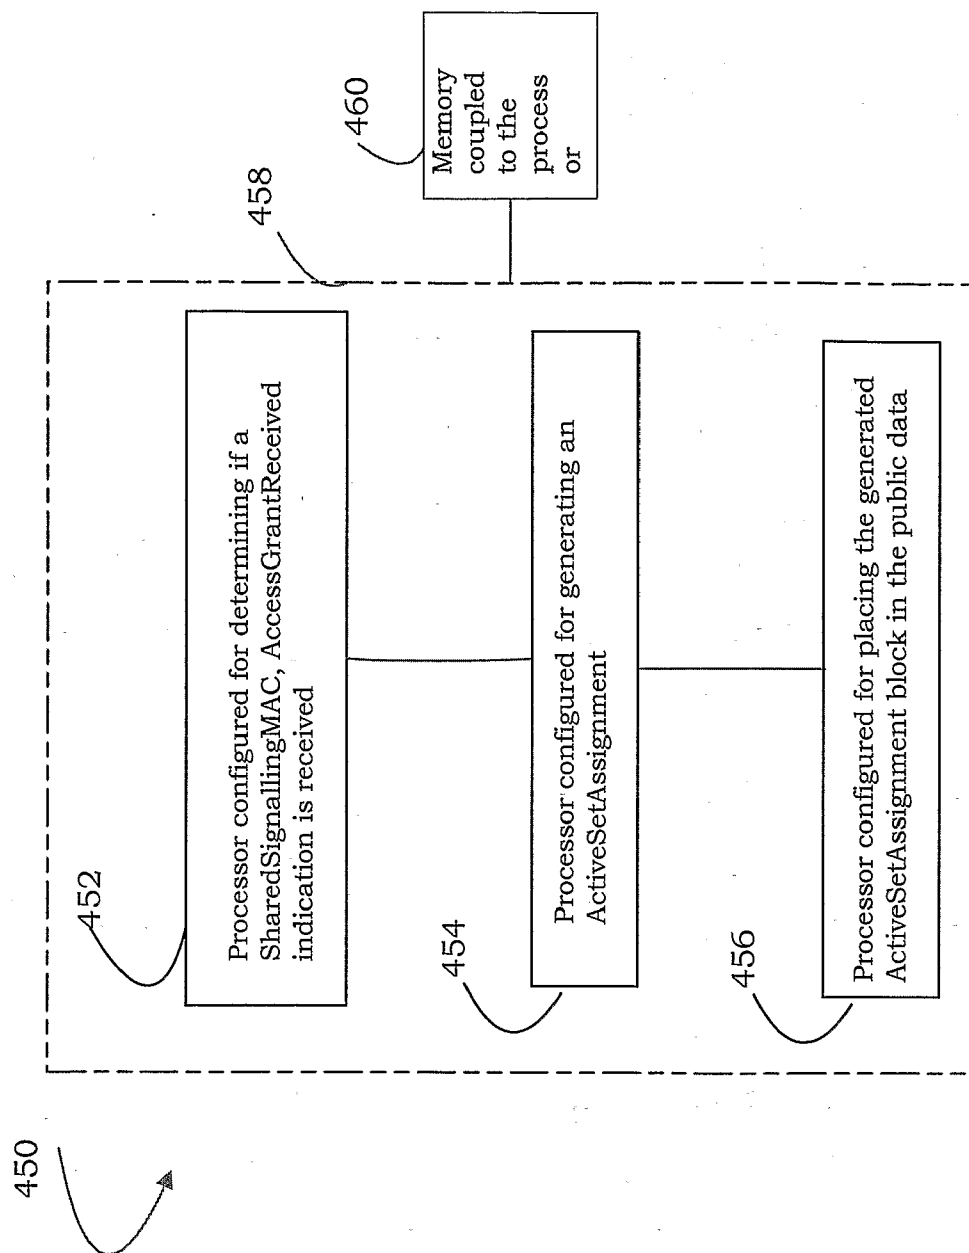 450
452
Processor configured for determining if a
SharedSignallingMAC, AccessGrantReceived
indication is received
454
Processor configured for generating an
ActiveSetAssignment
456
Processor configured for placing the generated
ActiveSetAssignment block in the public data
458
460
Memory
coupled
to the
process
or